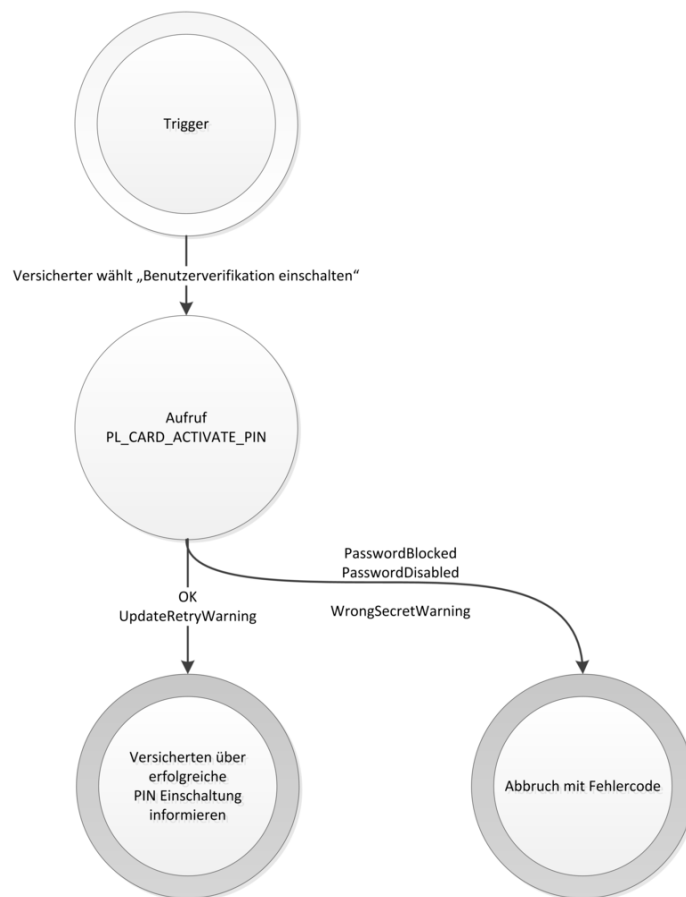 Trigger
Versicherter wählt „Benutzerverifikation einschalten“
Aufruf
PL_CARD_ACTIVATE_PIN
PasswordBlocked
PasswordDisabled
WrongSecretWarning
OK
UpdateRetryWarning
Versicherten über
erfolgreiche
PIN Einschaltung
informieren
Abbruch mit Fehlercode